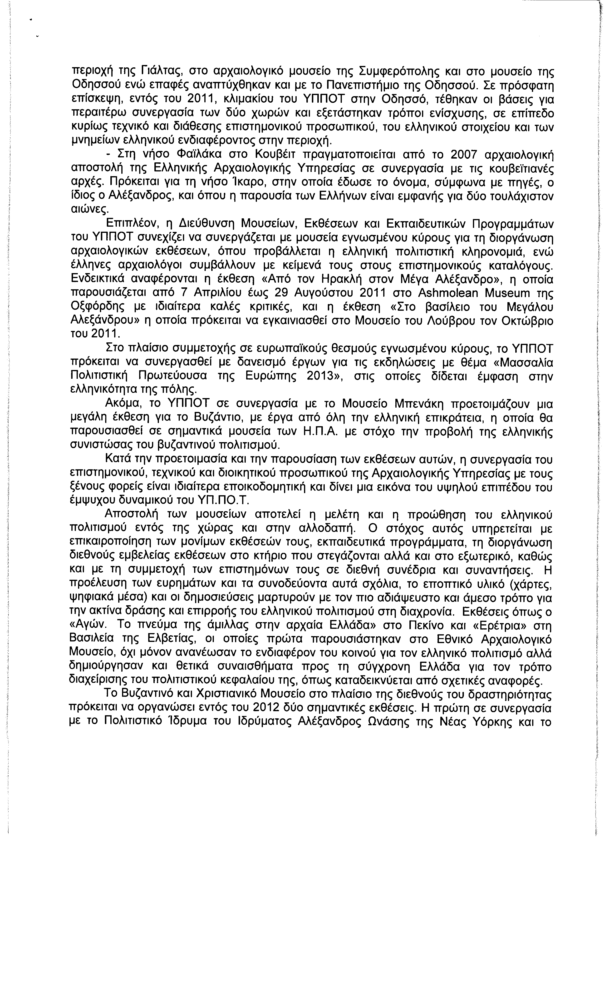 περιοχή της Γιάλτας, στο αρχαιολογικό μουσείο της Συμφερόπολης και στο μουσείο της
Οδησσού ενώ επαφές αναπτύχθηκαν και με το Πανεπιστήμιο της Οδησσού. Σε πρόσφατη
επίσκεψη, εντός του 2011, κλιμακίου του ΥΠΠΟΤ στην Οδησσό, τέθηκαν οι βάσεις για
περαιτέρω συνεργασία των δύο χωρών και εξετάστηκαν τρόποι ενίσχυσης, σε επίπεδο
κυρίως τεχνικό και διάθεσης επιστημονικού προσωπικού, του ελληνικού στοιχείου και των
μνημείων ελληνικού ενδιαφέροντος στην περιοχή.
- Στη νήσο Φαϊλάκα στο Κουβέιτ πραγματοποιείται από το 2007 αρχαιολογική
αποστολή της Ελληνικής Αρχαιολογικής Υπηρεσίας σε συνεργασία με τις κουβεϊτιανές
αρχές. Πρόκειται για τη νήσο Ίκαρο, στην οποία έδωσε το όνομα, σύμφωνα με πηγές, ο
ίδιος ο Αλέξανδρος, και όπου η παρουσία των Ελλήνων είναι εμφανής για δύο τουλάχιστον
αιώνες.
Επιπλέον, η Διεύθυνση Μουσείων, Εκθέσεων και Εκπαιδευτικών Προγραμμάτων
του ΥΠΠΟΤ συνεχίζει να συνεργάζεται με μουσεία εγνωσμένου κύρους για τη διοργάνωση
αρχαιολογικών εκθέσεων, όπου προβάλλεται η ελληνική πολιτιστική κληρονομιά, ενώ
έλληνες αρχαιολόγοι συμβάλλουν με κείμενά τους στους επιστημονικούς καταλόγους.
Ενδεικτικά αναφέρονται η έκθεση «Από τον Ηρακλή στον Μέγα Αλέξανδρο», η οποία
παρουσιάζεται από 7 Απριλίου έως 29 Αυγούστου 2011 στο Ashmolean Museum της
Οξφόρδης με ιδιαίτερα καλές κριτικές, και η έκθεση «Στο βασίλειο του Μεγάλου
Αλεξάνδρου» η οποία πρόκειται να εγκαινιασθεί στο Μουσείο του Λούβρου τον Οκτώβριο
του 2011.
Στο πλαίσιο συμμετοχής σε ευρωπαϊκούς θεσμούς εγνωσμένου κύρους, το ΥΠΠΟΤ
πρόκειται να συνεργασθεί με δανεισμό έργων για τις εκδηλώσεις με θέμα «Μασσαλία
Πολιτιστική Πρωτεύουσα της Ευρώπης 2013», στις οποίες δίδεται έμφαση στην
ελληνικότητα της πόλης.
Ακόμα, το ΥΠΠΟΤ σε συνεργασία με το Μουσείο Μπενάκη προετοιμάζουν μια
μεγάλη έκθεση για το Βυζάντιο, με έργα από όλη την ελληνική επικράτεια, η οποία θα
παρουσιασθεί σε σημαντικά μουσεία των Η.Π.Α. με στόχο την προβολή της ελληνικής
συνιστώσας του βυζαντινού πολιτισμού.
Κατά την προετοιμασία και την παρουσίαση των εκθέσεων αυτών, η συνεργασία του
επιστημονικού, τεχνικού και διοικητικού προσωπικού της Αρχαιολογικής Υπηρεσίας με τους
ξένους φορείς είναι ιδιαίτερα εποικοδομητική και δίνει μια εικόνα του υψηλού επιπέδου του
έμψυχου δυναμικού του ΥΠ.ΠΟ.Τ.
Αποστολή των μουσείων αποτελεί η μελέτη και η προώθηση του ελληνικού
πολιτισμού εντός της χώρας και στην αλλοδαπή. Ο στόχος αυτός υπηρετείται με
επικαιροποίηση των μονίμων εκθέσεών τους, εκπαιδευτικά προγράμματα, τη διοργάνωση
διεθνούς εμβελείας εκθέσεων στο κτήριο που στεγάζονται αλλά και στο εξωτερικό, καθώς
και με τη συμμετοχή των επιστημόνων τους σε διεθνή συνέδρια και συναντήσεις. Η
προέλευση των ευρημάτων και τα συνοδεύοντα αυτά σχόλια, το εποπτικό υλικό (χάρτες,
ψηφιακά μέσα) και οι δημοσιεύσεις μαρτυρούν με τον πιο αδιάψευστο και άμεσο τρόπο για
την ακτίνα δράσης και επιρροής του ελληνικού πολιτισμού στη διαχρονία. Εκθέσεις όπως ο
«Αγών. Το πνεύμα της άμιλλας στην αρχαία Ελλάδα» στο Πεκίνο και «Ερέτρια» στη
Βασιλεία της Ελβετίας, οι οποίες πρώτα παρουσιάστηκαν στο Εθνικό Αρχαιολογικό
Μουσείο, όχι μόνον ανανέωσαν το ενδιαφέρον του κοινού για τον ελληνικό πολιτισμό αλλά
δημιούργησαν και θετικά συναισθήματα προς τη σύγχρονη Ελλάδα για τον τρόπο
διαχείρισης του πολιτιστικού κεφαλαίου της, όπως καταδεικνύεται από σχετικές αναφορές.
Το Βυζαντινό και Χριστιανικό Μουσείο στο πλαίσιο της διεθνούς του δραστηριότητας
πρόκειται να οργανώσει εντός του 2012 δύο σημαντικές εκθέσεις. Η πρώτη σε συνεργασία
με το Πολιτιστικό Ίδρυμα του Ιδρύματος Αλέξανδρος Ωνάσης της Νέας Υόρκης και το